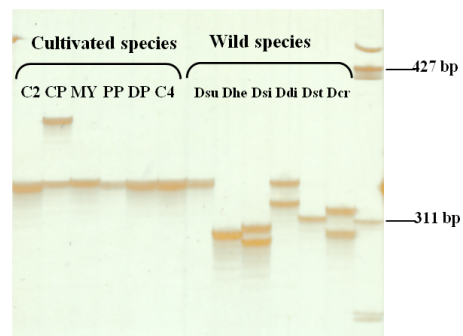 Cultivated species Wild species
C2 CP MY PP DP C4 Dsu Dhe Dsi Ddi Dst Dcr
427 bp
311 bp